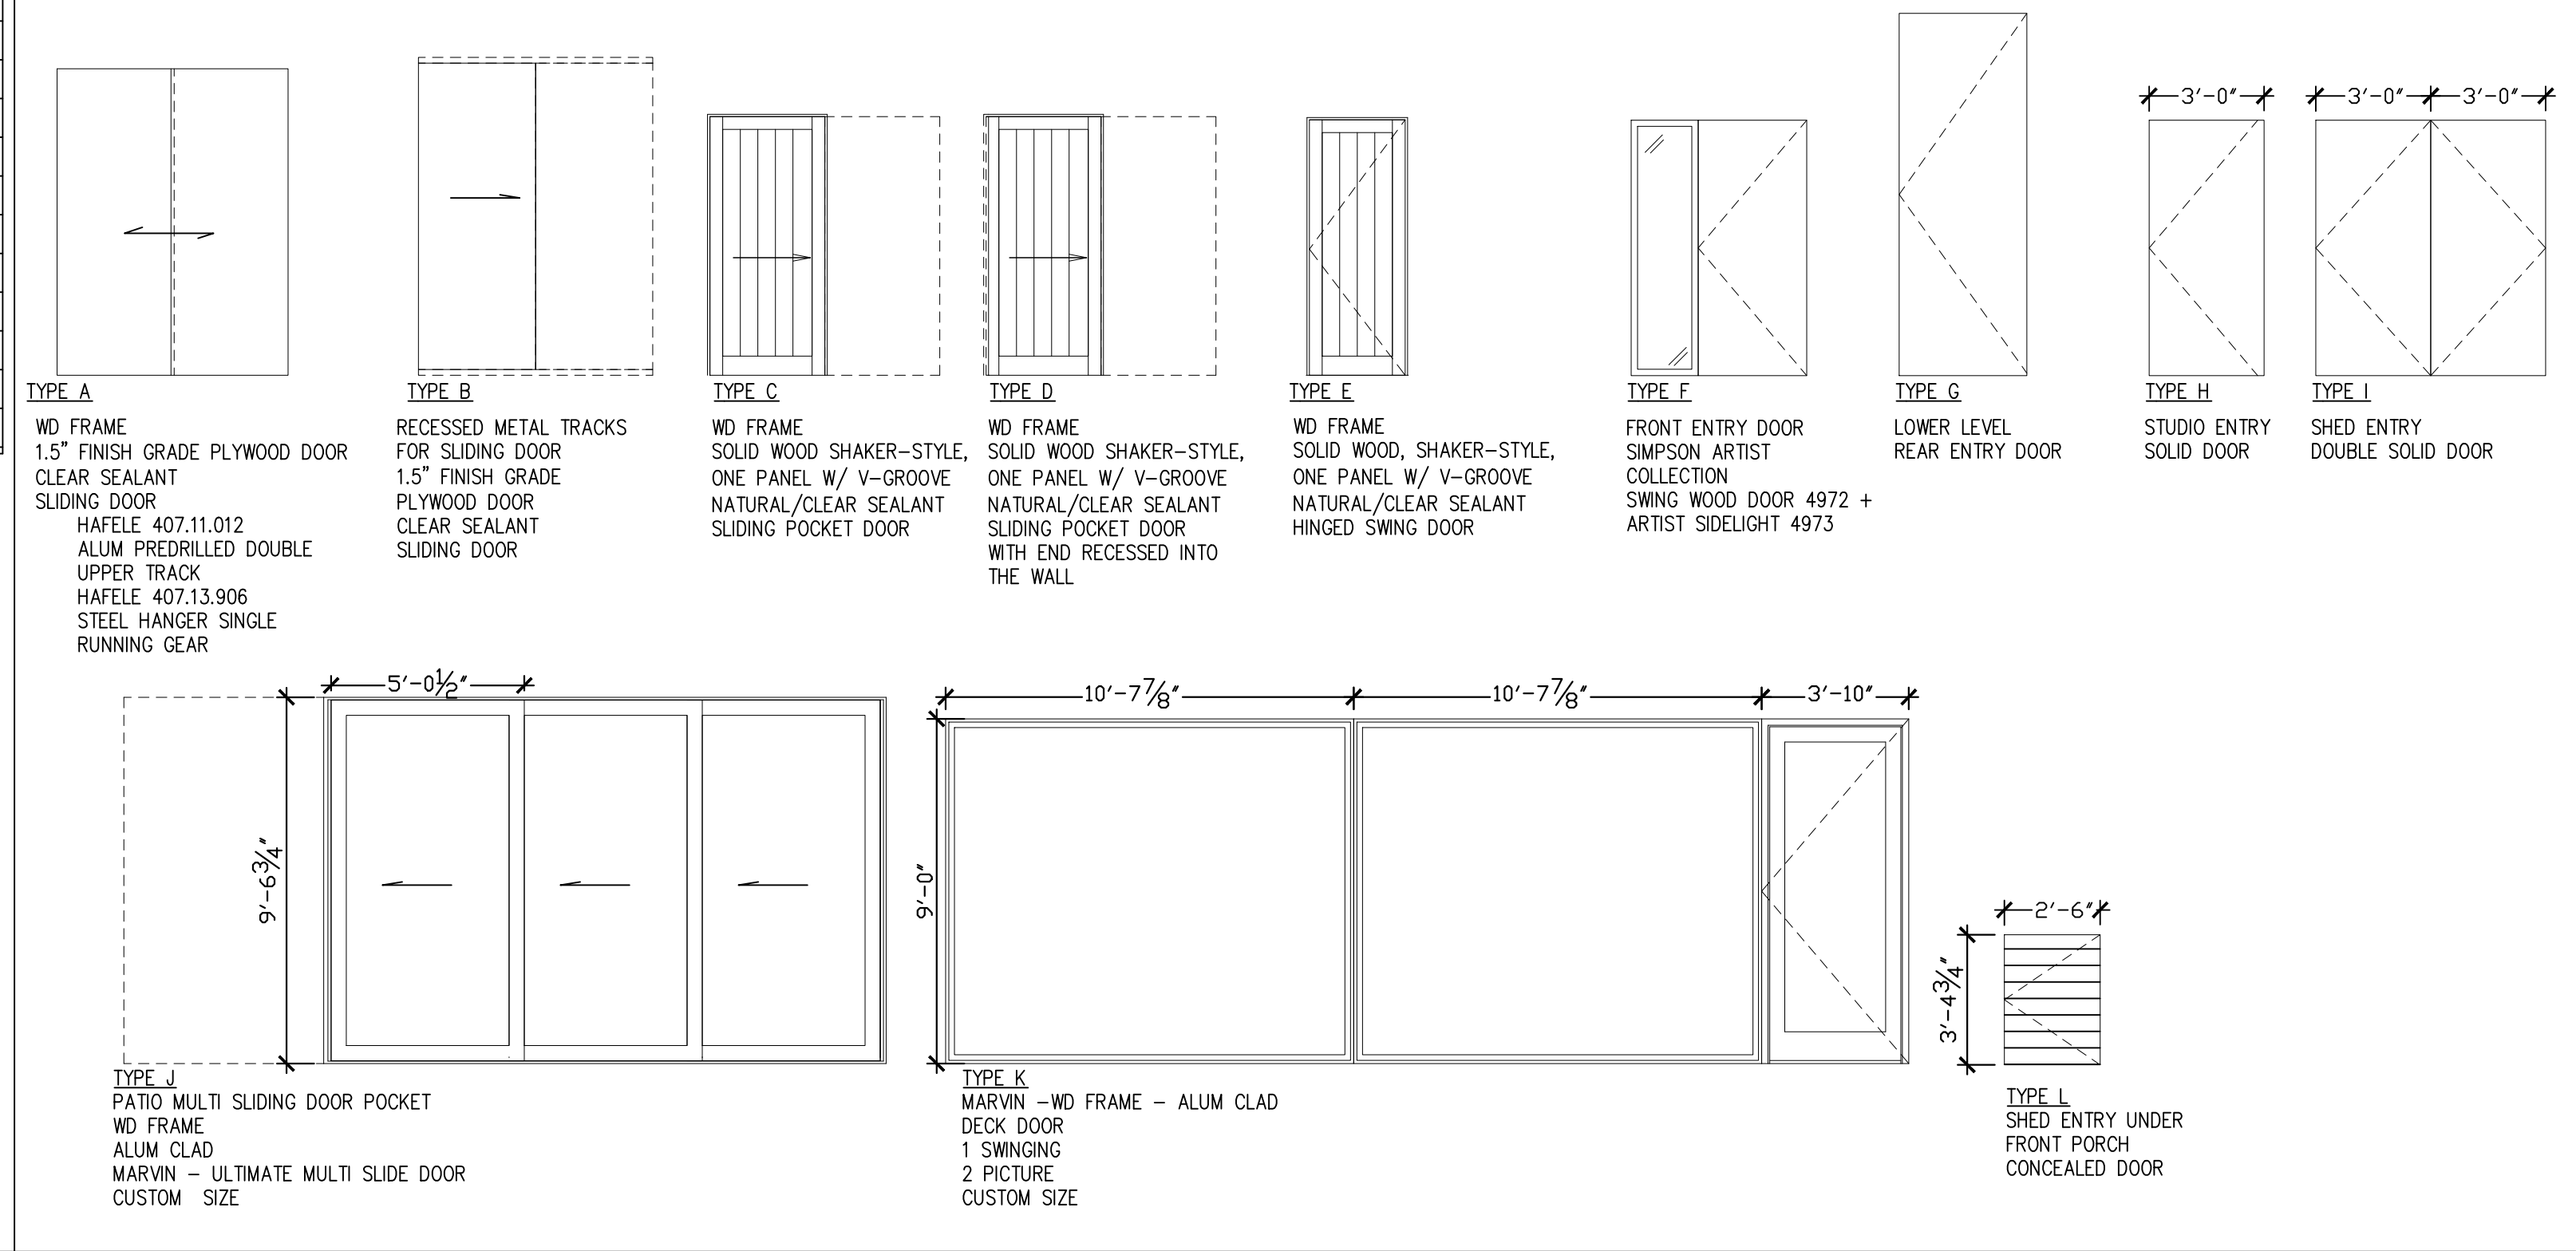 3'-0"
3'-0"
3'-0"
TYPE A
WD FRAME
1.5" FINISH GRADE PLYWOOD DOOR
CLEAR SEALANT
SLIDING DOOR
HAFELE 407.11.012
ALUM PREDRILLED DOUBLE
UPPER TRACK
HAFELE 407.13.906
STEEL HANGER SINGLE
RUNNING GEAR
TYPE B
RECESSED METAL TRACKS
FOR SLIDING DOOR
1.5" FINISH GRADE
PLYWOOD DOOR
CLEAR SEALANT
SLIDING DOOR
TYPE C
WD FRAME
SOLID WOOD SHAKER-STYLE,
ONE PANEL W/ V-GROOVE
NATURAL/CLEAR SEALANT
SLIDING POCKET DOOR
TYPE D
WD FRAME
SOLID WOOD SHAKER-STYLE,
ONE PANEL W/ V-GROOVE
NATURAL/CLEAR SEALANT
SLIDING POCKET DOOR
WITH END RECESSED INTO
THE WALL
TYPE E
WD FRAME
SOLID WOOD, SHAKER-STYLE,
ONE PANEL W/ V-GROOVE
NATURAL/CLEAR SEALANT
HINGED SWING DOOR
TYPE F
FRONT ENTRY DOOR
SIMPSON ARTIST
COLLECTION
SWING WOOD DOOR 4972 +
ARTIST SIDELIGHT 4973
TYPE G
LOWER LEVEL
REAR ENTRY DOOR
TYPE H
STUDIO ENTRY
SOLID DOOR
TYPE I
SHED ENTRY
DOUBLE SOLID DOOR
5'-0½"
9'-6¾"
TYPE J
PATIO MULTI SLIDING DOOR POCKET
WD FRAME
ALUM CLAD
MARVIN - ULTIMATE MULTI SLIDE DOOR
CUSTOM SIZE
10'-7⅞"
10'-7⅞"
3'-10"
9'-0"
TYPE K
MARVIN -WD FRAME - ALUM CLAD
DECK DOOR
1 SWINGING
2 PICTURE
CUSTOM SIZE
2'-6"
3'-4¾"
TYPE L
SHED ENTRY UNDER
FRONT PORCH
CONCEALED DOOR